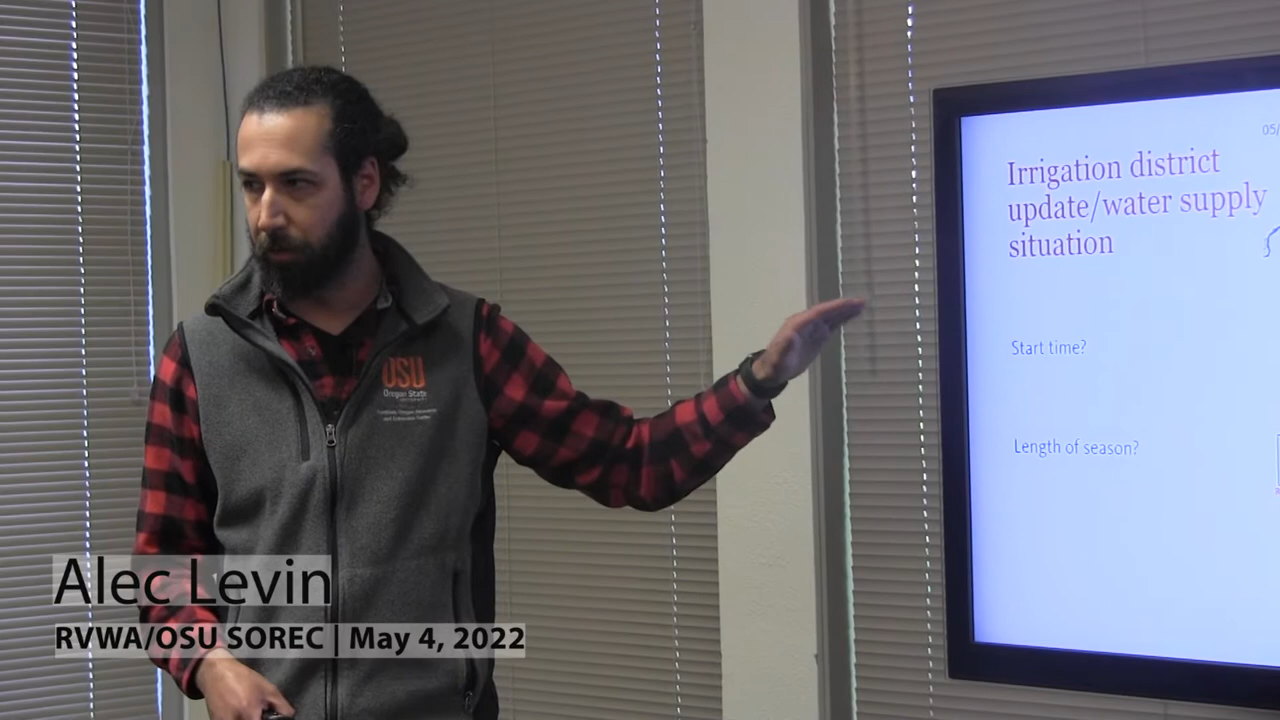 05/
Irrigation district
update/water supply
situation
Start time?
Length of season?
OSU
Oregon State
Alec Levin
RVWA/OSU SOREC | May 4, 2022